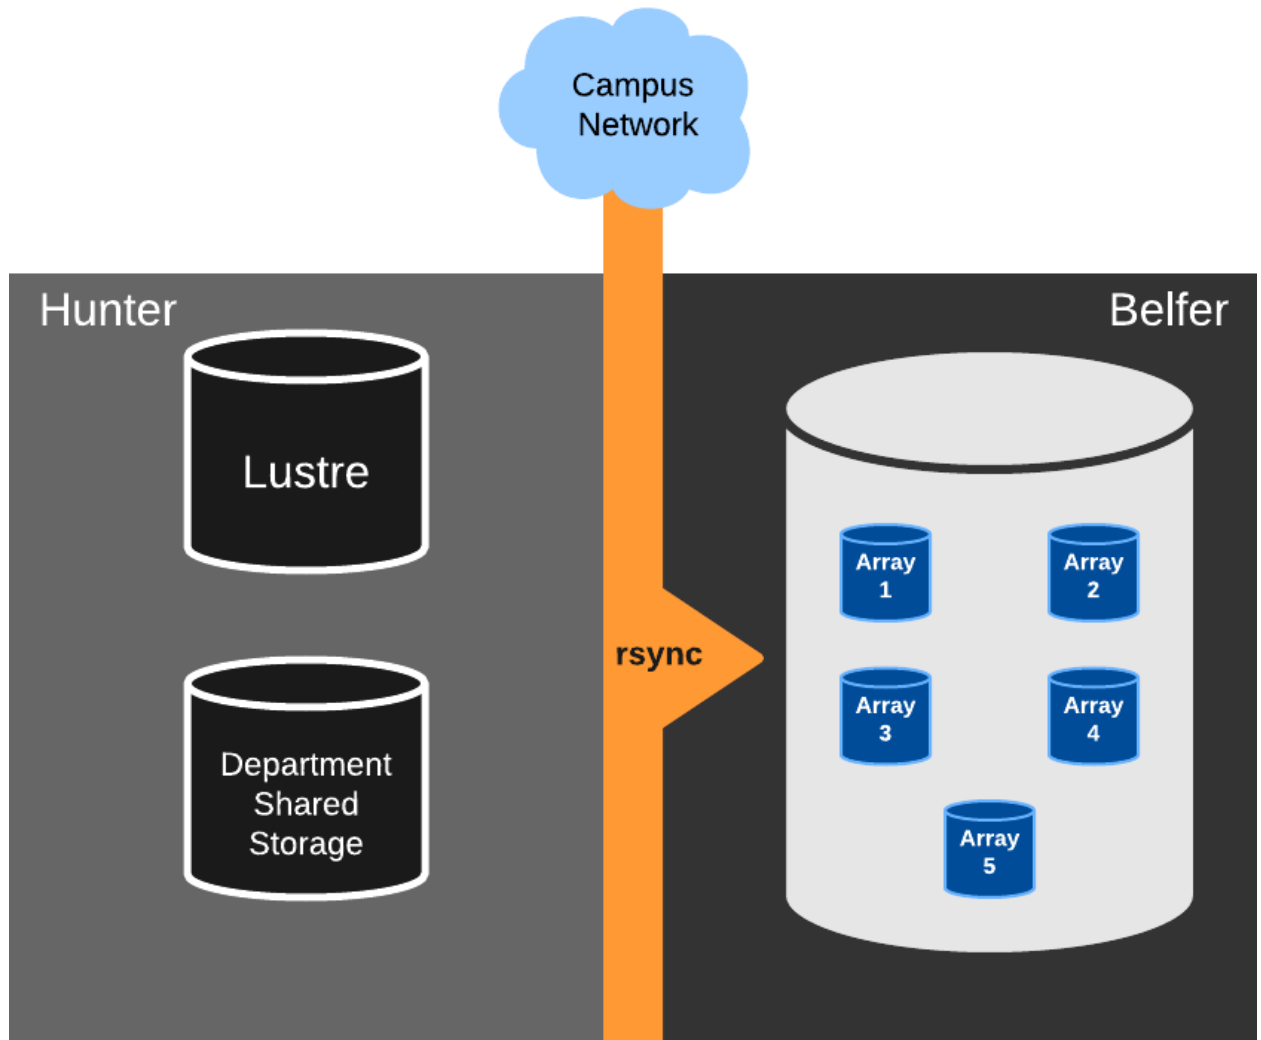 Campus
Network
Hunter
Belfer
Lustre
Array
1
Array
2
rsync
Array
3
Array
4
Department
Shared
Storage
Array
5